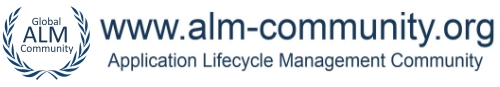 Global
ALM
Community
www.alm-community.org
Application Lifecycle Management Community